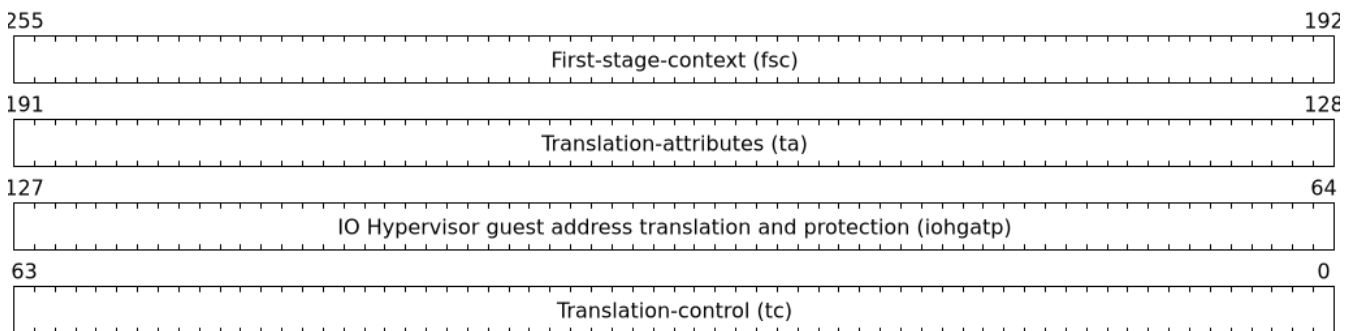 255 192
First-stage-context (fsc)
191 128
Translation-attributes (ta)
127 64
IO Hypervisor guest address translation and protection (iohgatp)
63 0
Translation-control (tc)